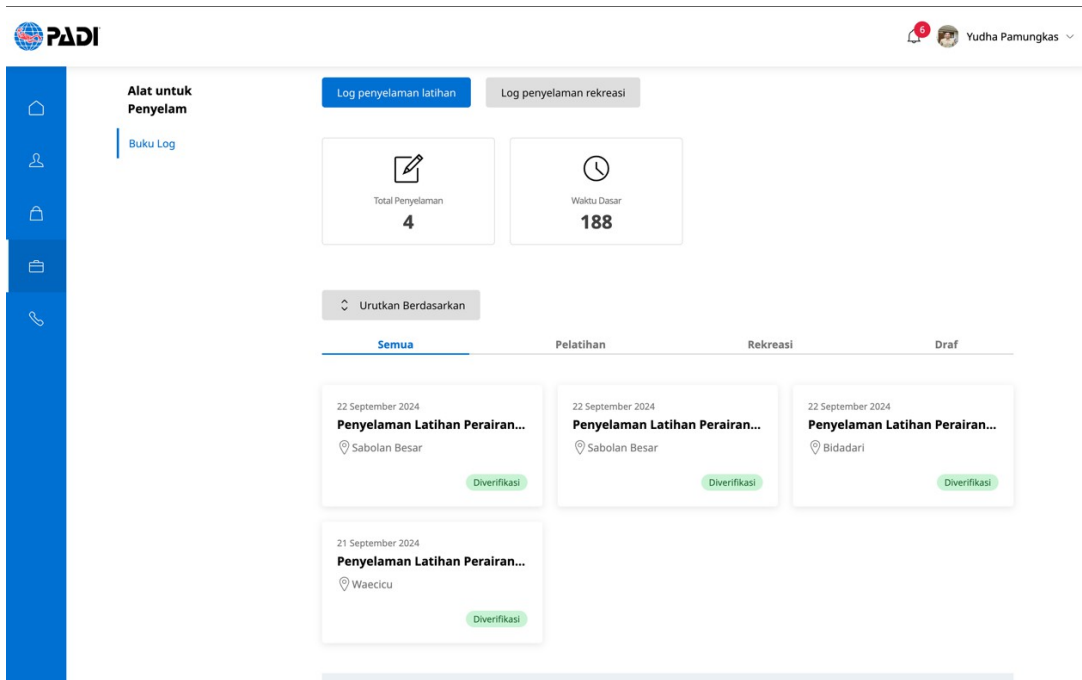 PADI
6
Yudha Pamungkas
Alat untuk
Penyelam
Buku Log
Log penyelaman latihan
Log penyelaman rekreasi
Total Penyelaman
4
Waktu Dasar
188
Urutkan Berdasarkan
Semua
Pelatihan
Rekreasi
Draf
22 September 2024
Penyelaman Latihan Perairan...
Sabolan Besar
Diverifikasi
22 September 2024
Penyelaman Latihan Perairan...
Sabolan Besar
Diverifikasi
22 September 2024
Penyelaman Latihan Perairan...
Bidadari
Diverifikasi
21 September 2024
Penyelaman Latihan Perairan...
Waecicu
Diverifikasi